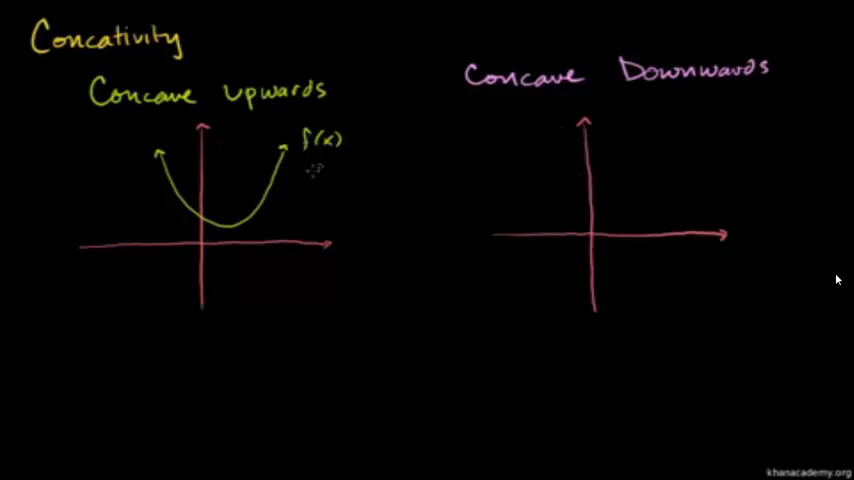 Concativity
Concave upwards
f(x)
Concave Downwards
khanacademy.org